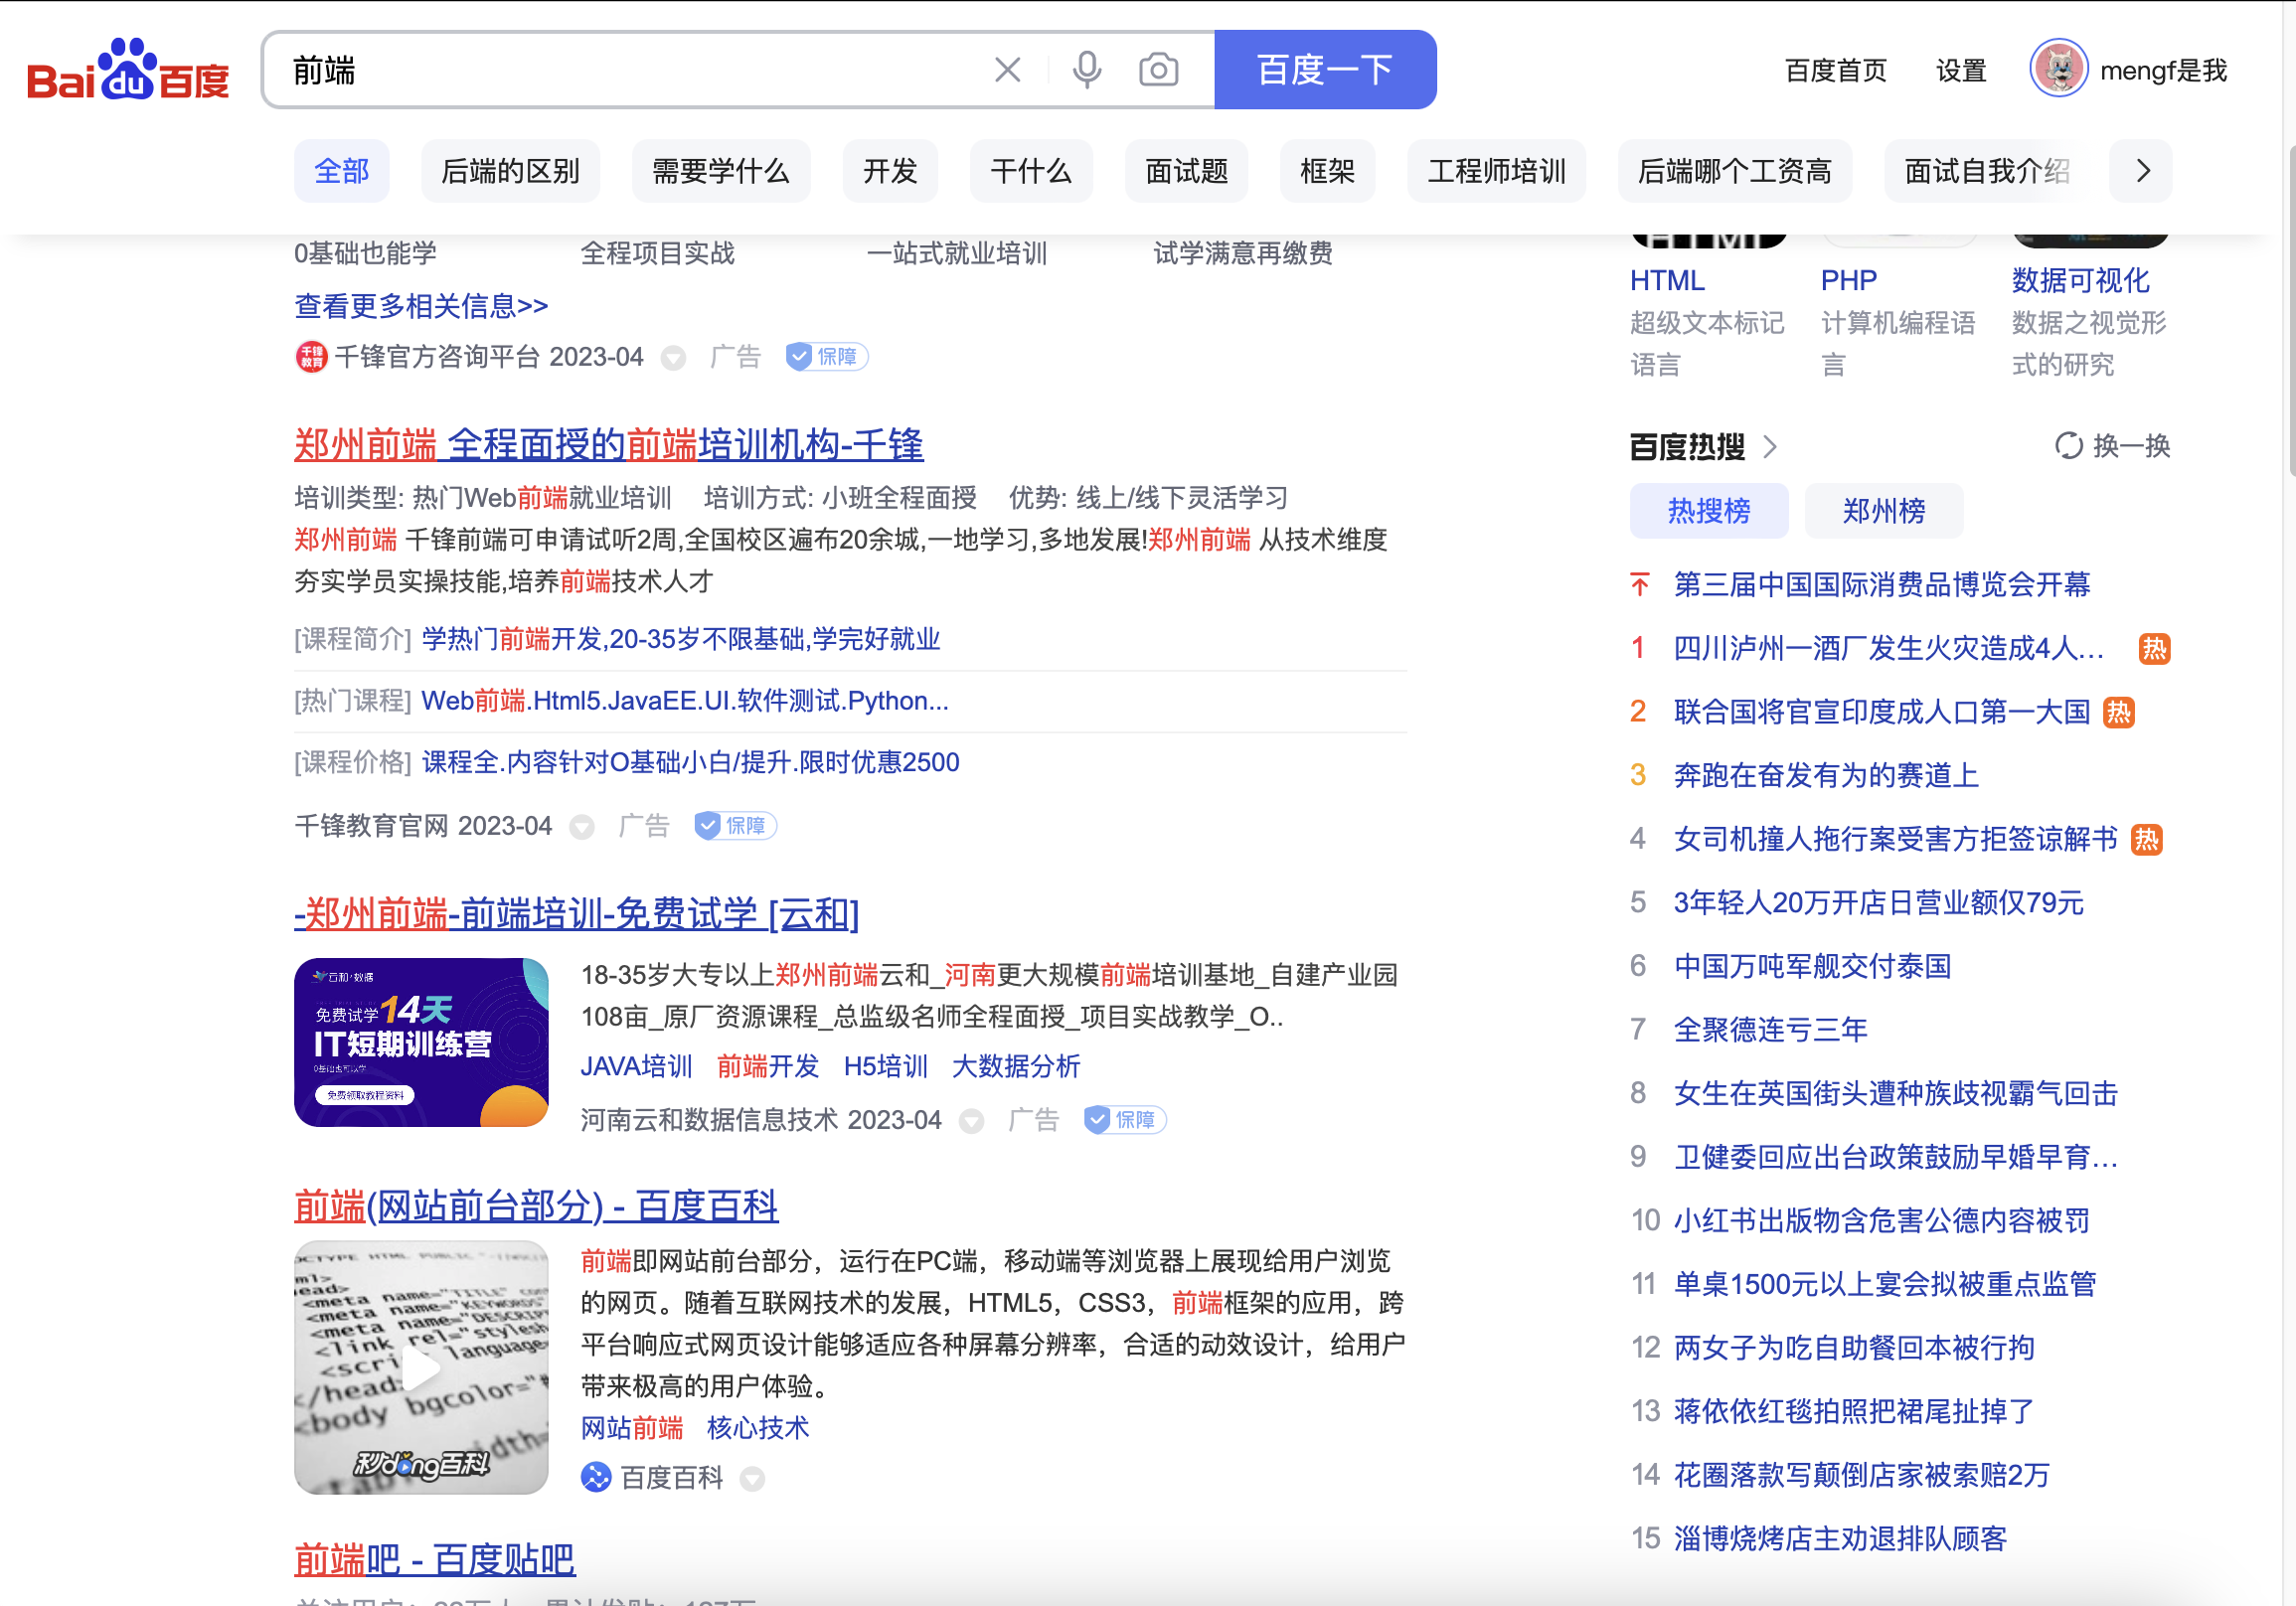 Bai du 百度
前端
百度一下
百度首页 设置 mengf是我
全部 后端的区别 需要学什么 开发 干什么 面试题 框架 工程师培训 后端哪个工资高 面试自我介绍
0基础也能学 全程项目实战 一站式就业培训 试学满意再缴费
查看更多相关信息>>
千锋教育 千锋官方咨询平台 2023-04 广告 保障
郑州前端 全程面授的前端培训机构-千锋
培训类型: 热门Web前端就业培训 培训方式: 小班全程面授 优势: 线上/线下灵活学习
郑州前端 千锋前端可申请试听2周,全国校区遍布20余城,一地学习,多地发展!郑州前端 从技术维度
夯实学员实操技能,培养前端技术人才
[课程简介] 学热门前端开发,20-35岁不限基础,学完好就业
[热门课程] Web前端.Html5.JavaEE.UI.软件测试.Python...
[课程价格] 课程全.内容针对O基础小白/提升.限时优惠2500
千锋教育官网 2023-04 广告 保障
-郑州前端-前端培训-免费试学 [云和]
云和·数据
免费试学14天
IT短期训练营
0基础也可以学
免费领取教程资料
18-35岁大专以上郑州前端云和_河南更大规模前端培训基地_自建产业园
108亩_原厂资源课程_总监级名师全程面授_项目实战教学_O..
JAVA培训 前端开发 H5培训 大数据分析
河南云和数据信息技术 2023-04 广告 保障
前端(网站前台部分) - 百度百科
<meta name="TITLE"
<meta name="KEYWORDS"
<meta name="DESCRIPT
<link rel="stylesh
<scri language
</head>
<body bgcolor="#
秒dong百科
前端即网站前台部分，运行在PC端，移动端等浏览器上展现给用户浏览
的网页。随着互联网技术的发展，HTML5，CSS3，前端框架的应用，跨
平台响应式网页设计能够适应各种屏幕分辨率，合适的动效设计，给用户
带来极高的用户体验。
网站前端 核心技术
百度百科
前端吧 - 百度贴吧
HTML
超级文本标记
语言
PHP
计算机编程语
言
数据可视化
数据之视觉形
式的研究
百度热搜 换一换
热搜榜 郑州榜
第三届中国国际消费品博览会开幕
1 四川泸州一酒厂发生火灾造成4人... 热
2 联合国将官宣印度成人口第一大国 热
3 奔跑在奋发有为的赛道上
4 女司机撞人拖行案受害方拒签谅解书 热
5 3年轻人20万开店日营业额仅79元
6 中国万吨军舰交付泰国
7 全聚德连亏三年
8 女生在英国街头遭种族歧视霸气回击
9 卫健委回应出台政策鼓励早婚早育...
10 小红书出版物含危害公德内容被罚
11 单桌1500元以上宴会拟被重点监管
12 两女子为吃自助餐回本被行拘
13 蒋依依红毯拍照把裙尾扯掉了
14 花圈落款写颠倒店家被索赔2万
15 淄博烧烤店主劝退排队顾客